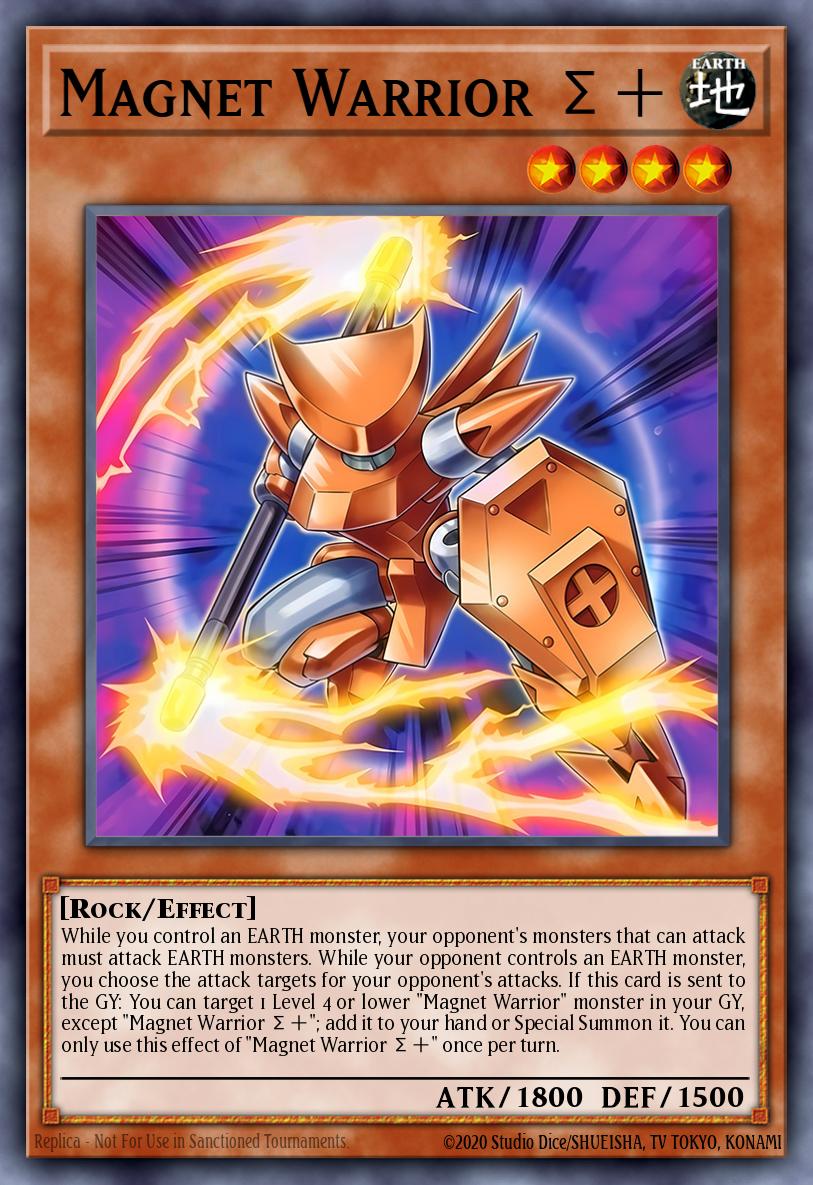 Magnet Warrior Σ＋
EARTH
地
[Rock/Effect]
While you control an EARTH monster, your opponent's monsters that can attack
must attack EARTH monsters. While your opponent controls an EARTH monster,
you choose the attack targets for your opponent's attacks. If this card is sent to
the GY: You can target 1 Level 4 or lower "Magnet Warrior" monster in your GY,
except "Magnet Warrior Σ＋"; add it to your hand or Special Summon it. You can
only use this effect of "Magnet Warrior Σ＋" once per turn.
ATK/1800 DEF/1500
Replica - Not For Use in Sanctioned Tournaments.
©2020 Studio Dice/SHUEISHA, TV TOKYO, KONAMI